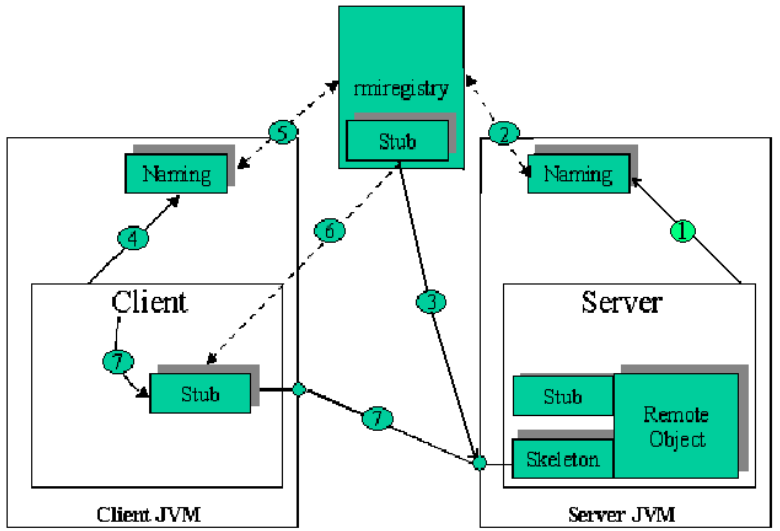 rmiregistry
Stub
5
2
Naming
Naming
4
6
1
3
Client
Server
7
Stub
Stub
Remote
Object
7
Skeleton
Client JVM
Server JVM